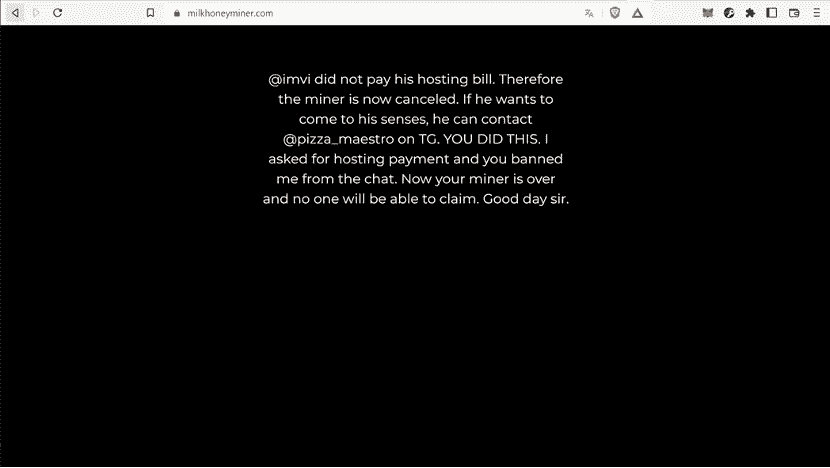 milkhoneyminer.com
@imvi did not pay his hosting bill. Therefore
the miner is now canceled. If he wants to
come to his senses, he can contact
@pizza_maestro on TG. YOU DID THIS. I
asked for hosting payment and you banned
me from the chat. Now your miner is over
and no one will be able to claim. Good day sir.